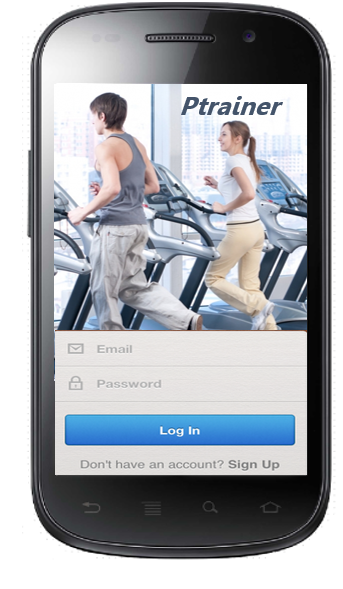 Ptrainer
Email
Password
Log In
Don't have an account? Sign Up